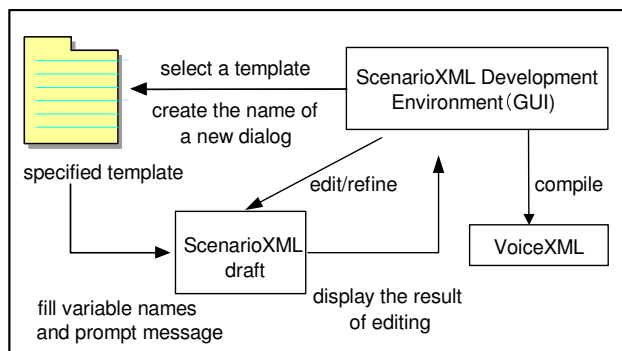 select a template
create the name of
a new dialog
ScenarioXML Development
Environment(GUI)
specified template
edit/refine
compile
ScenarioXML
draft
VoiceXML
fill variable names
and prompt message
display the result
of editing